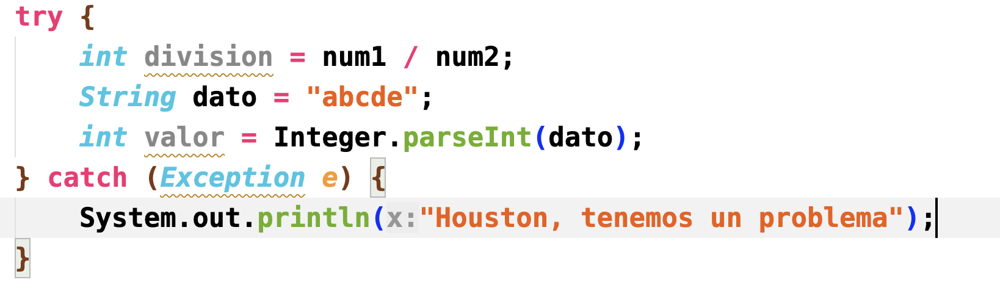 try {
int division = num1 / num2;
String dato = "abcde";
int valor = Integer.parseInt(dato);
} catch (Exception e) {
System.out.println(x:"Houston, tenemos un problema");
}